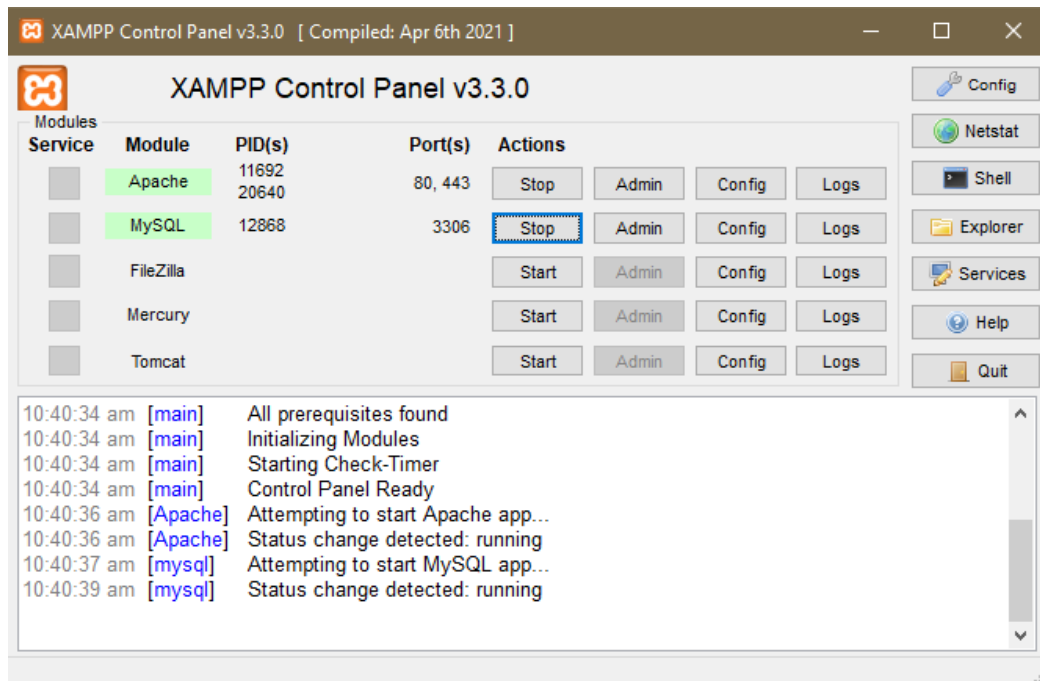 XAMPP Control Panel v3.3.0 [ Compiled: Apr 6th 2021 ]
XAMPP Control Panel v3.3.0
Config
Modules
Netstat
Service Module PID(s) Port(s) Actions
Apache 11692 20640 80, 443 Stop Admin Config Logs
Shell
MySQL 12868 3306 Stop Admin Config Logs
Explorer
FileZilla Start Admin Config Logs
Services
Mercury Start Admin Config Logs
Help
Tomcat Start Admin Config Logs
Quit
10:40:34 am [main] All prerequisites found
10:40:34 am [main] Initializing Modules
10:40:34 am [main] Starting Check-Timer
10:40:34 am [main] Control Panel Ready
10:40:36 am [Apache] Attempting to start Apache app...
10:40:36 am [Apache] Status change detected: running
10:40:37 am [mysql] Attempting to start MySQL app...
10:40:39 am [mysql] Status change detected: running